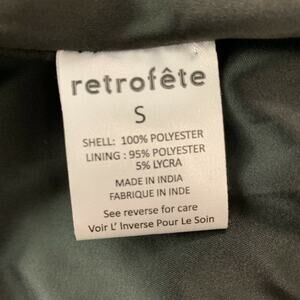 retrofête
S
SHELL: 100% POLYESTER
LINING : 95% POLYESTER
5% LYCRA
MADE IN INDIA
FABRIQUE EN INDE
See reverse for care
Voir L' Inverse Pour Le Soin